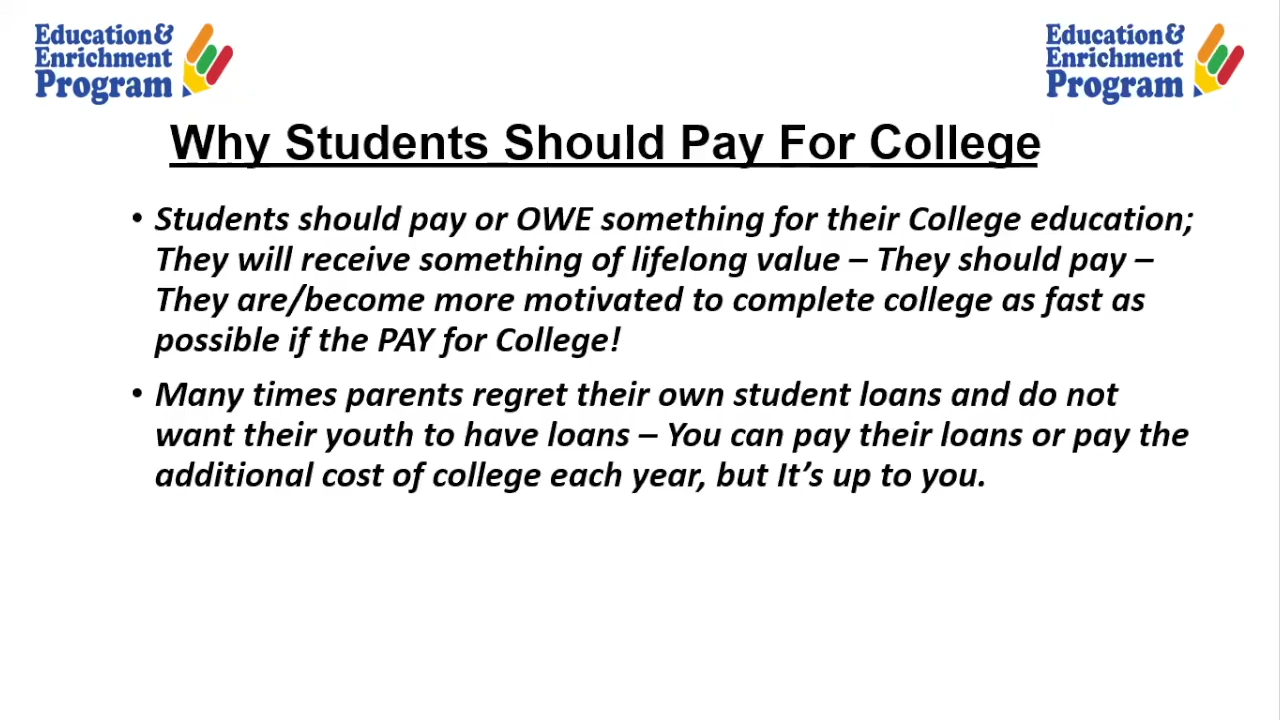 Education&
Enrichment
Program
Education&
Enrichment
Program
Why Students Should Pay For College
• Students should pay or OWE something for their College education;
They will receive something of lifelong value – They should pay –
They are/become more motivated to complete college as fast as
possible if the PAY for College!
• Many times parents regret their own student loans and do not
want their youth to have loans – You can pay their loans or pay the
additional cost of college each year, but It’s up to you.